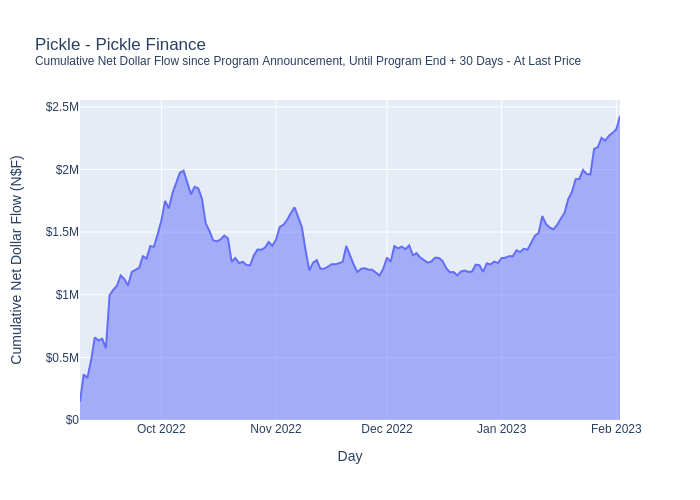 Pickle - Pickle Finance
Cumulative Net Dollar Flow since Program Announcement, Until Program End + 30 Days - At Last Price
Cumulative Net Dollar Flow (N$F)
$2.5M
$2M
$1.5M
$1M
$0.5M
$0
Oct 2022
Nov 2022
Dec 2022
Jan 2023
Feb 2023
Day